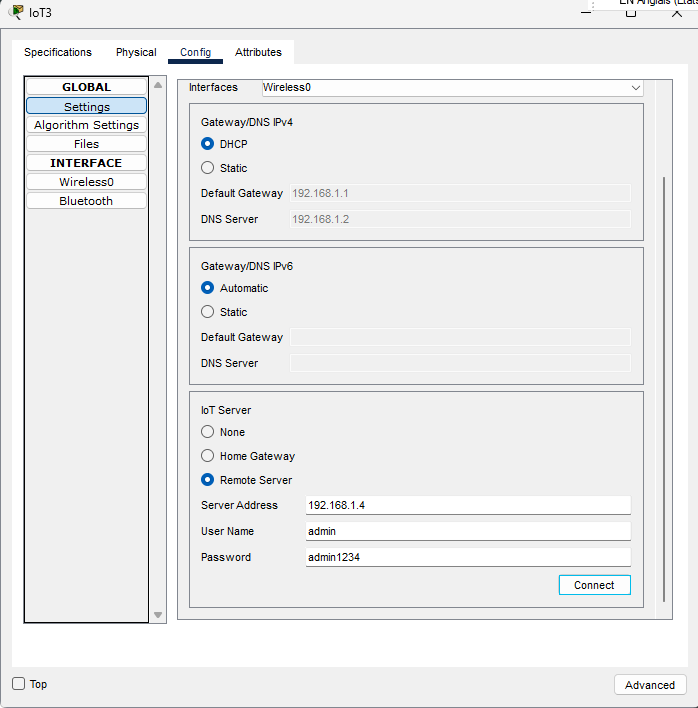 EN Anglais (États
IoT3
Specifications Physical Config Attributes
GLOBAL
Settings
Algorithm Settings
Files
INTERFACE
Wireless0
Bluetooth
Interfaces Wireless0
Gateway/DNS IPv4
DHCP
Static
Default Gateway 192.168.1.1
DNS Server 192.168.1.2
Gateway/DNS IPv6
Automatic
Static
Default Gateway
DNS Server
IoT Server
None
Home Gateway
Remote Server
Server Address 192.168.1.4
User Name admin
Password admin1234
Connect
Top
Advanced